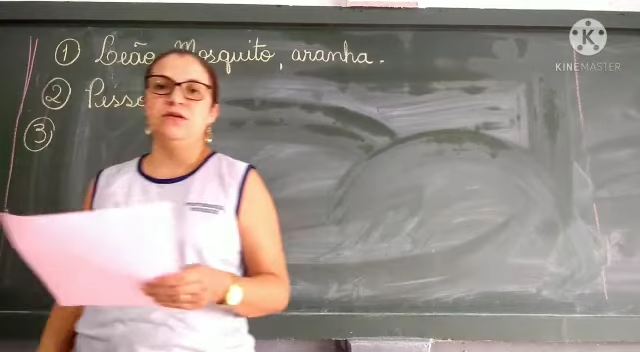 ① Leão, Mosquito, aranha.
②
③
KINEMASTER